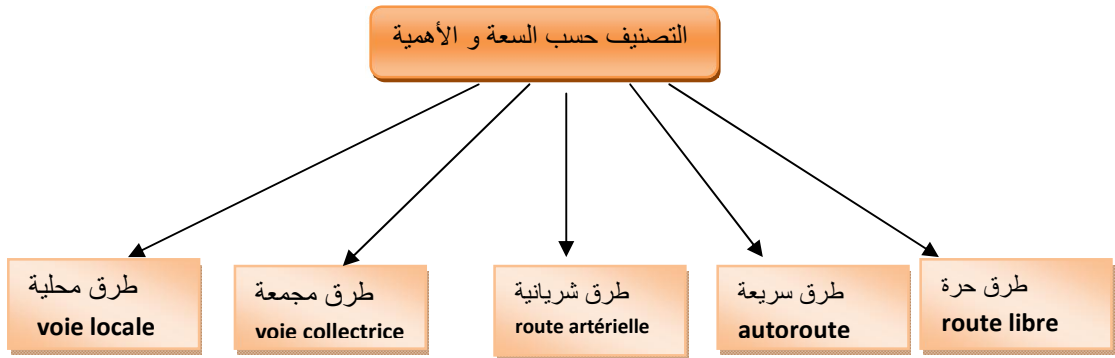 التصنيف حسب السعة و الأهمية
طرق حرة
route libre
طرق سريعة
autoroute
طرق شريانية
route artérielle
طرق مجمعة
voie collectrice
طرق محلية
voie locale